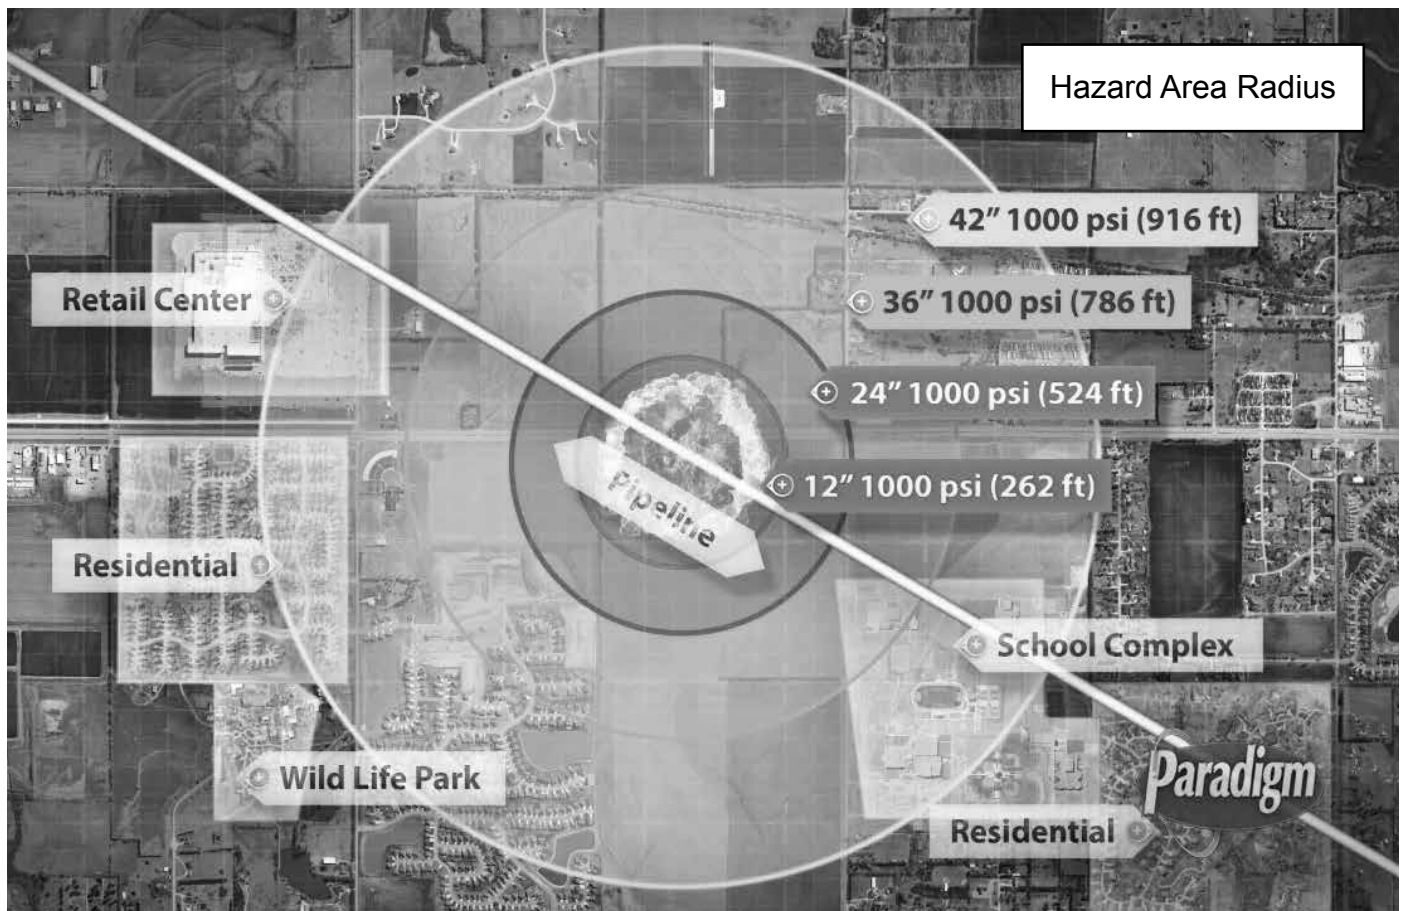 Hazard Area Radius
42” 1000 psi (916 ft)
Retail Center
36” 1000 psi (786 ft)
24” 1000 psi (524 ft)
12” 1000 psi (262 ft)
Pipeline
Residential
School Complex
Wild Life Park
Paradigm
Residential